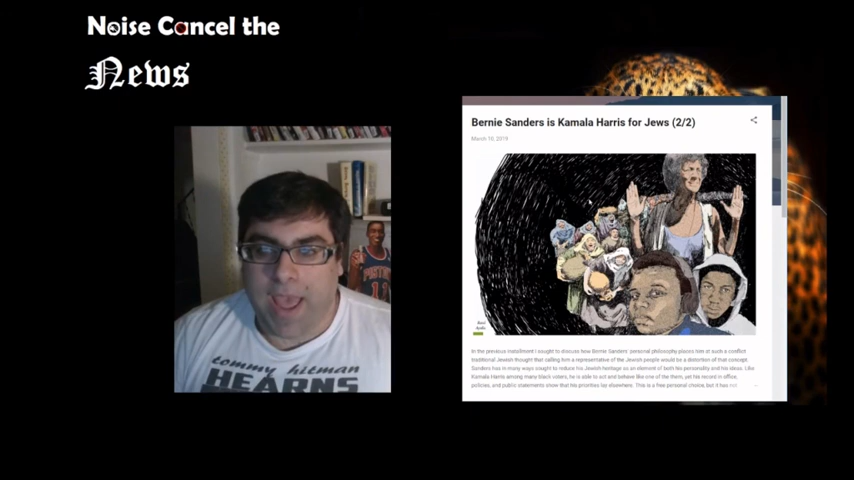 Noise Cancel the
News
Bernie Sanders is Kamala Harris for Jews (2/2)
March 10, 2019
PISTONS
11
In the previous installment I sought to discuss how Bernie Sanders' personal philosophy places him at such a conflict
traditional Jewish thought that calling him a representative of the Jewish people would be a distortion of that concept.
Sanders has in many ways sought to reduce his Jewish heritage as an element of both his personality and his ideas. Like
Kamala Harris among many black voters, he is able to act and behave like one of the them, yet his record in office,
policies, and public statements show that his priorities lay elsewhere. This is a free personal choice, but it has not
tommy hitman
HEARNS